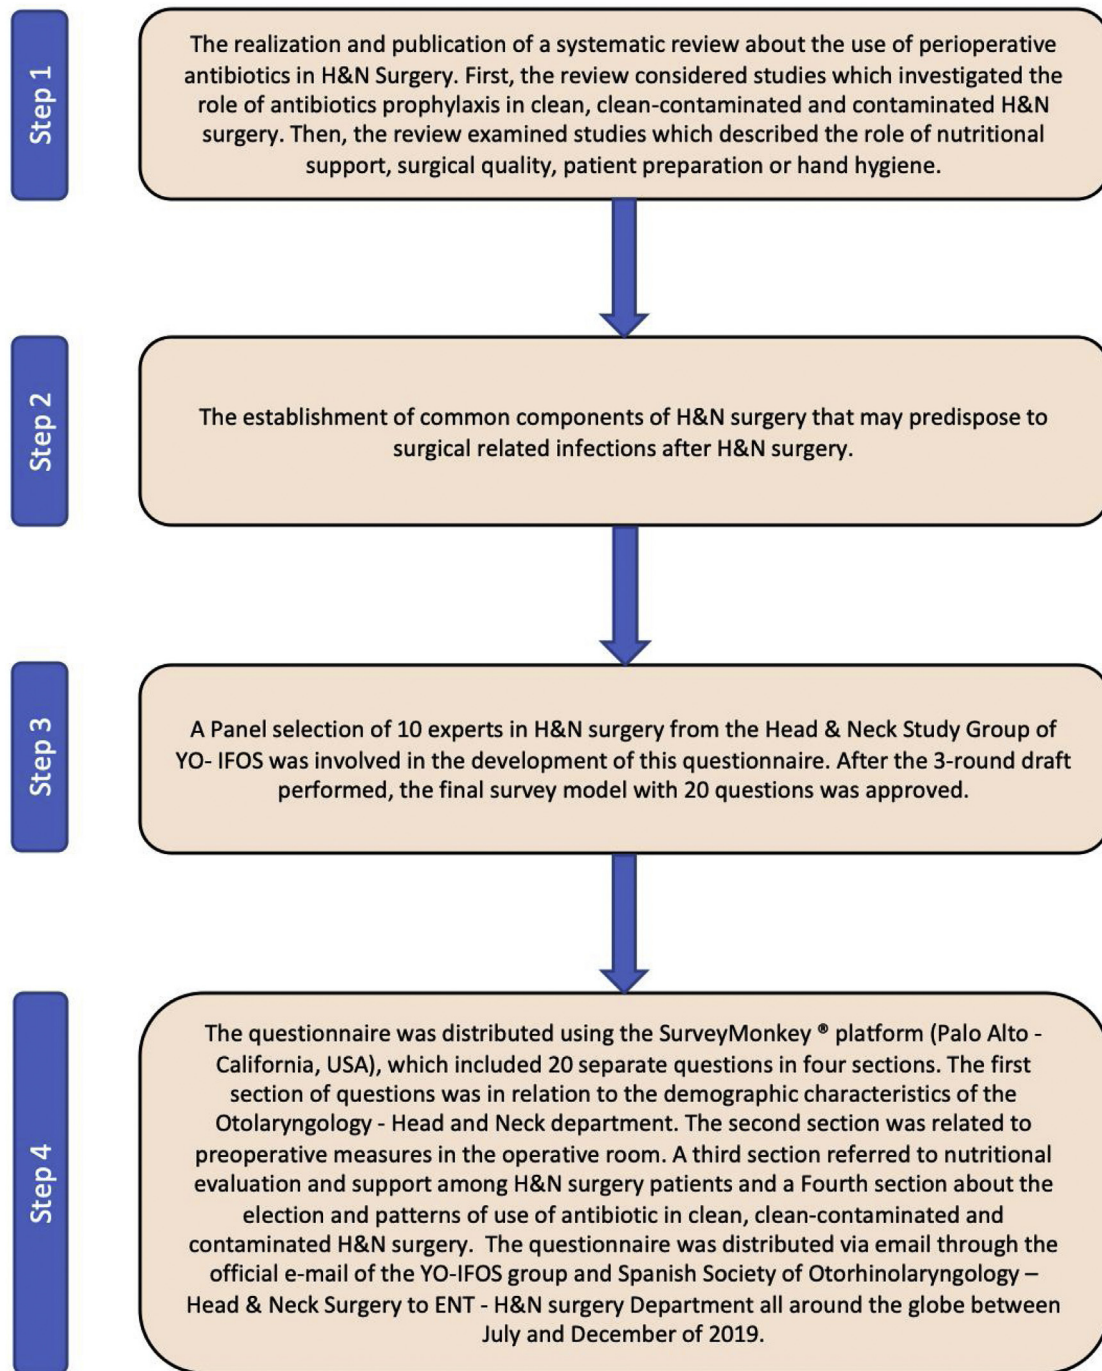 Step 1
The realization and publication of a systematic review about the use of perioperative
antibiotics in H&N Surgery. First, the review considered studies which investigated the
role of antibiotics prophylaxis in clean, clean-contaminated and contaminated H&N
surgery. Then, the review examined studies which described the role of nutritional
support, surgical quality, patient preparation or hand hygiene.
Step 2
The establishment of common components of H&N surgery that may predispose to
surgical related infections after H&N surgery.
Step 3
A Panel selection of 10 experts in H&N surgery from the Head & Neck Study Group of
YO- IFOS was involved in the development of this questionnaire. After the 3-round draft
performed, the final survey model with 20 questions was approved.
Step 4
The questionnaire was distributed using the SurveyMonkey ® platform (Palo Alto -
California, USA), which included 20 separate questions in four sections. The first
section of questions was in relation to the demographic characteristics of the
Otolaryngology - Head and Neck department. The second section was related to
preoperative measures in the operative room. A third section referred to nutritional
evaluation and support among H&N surgery patients and a Fourth section about the
election and patterns of use of antibiotic in clean, clean-contaminated and
contaminated H&N surgery.  The questionnaire was distributed via email through the
official e-mail of the YO-IFOS group and Spanish Society of Otorhinolaryngology –
Head & Neck Surgery to ENT - H&N surgery Department all around the globe between
July and December of 2019.